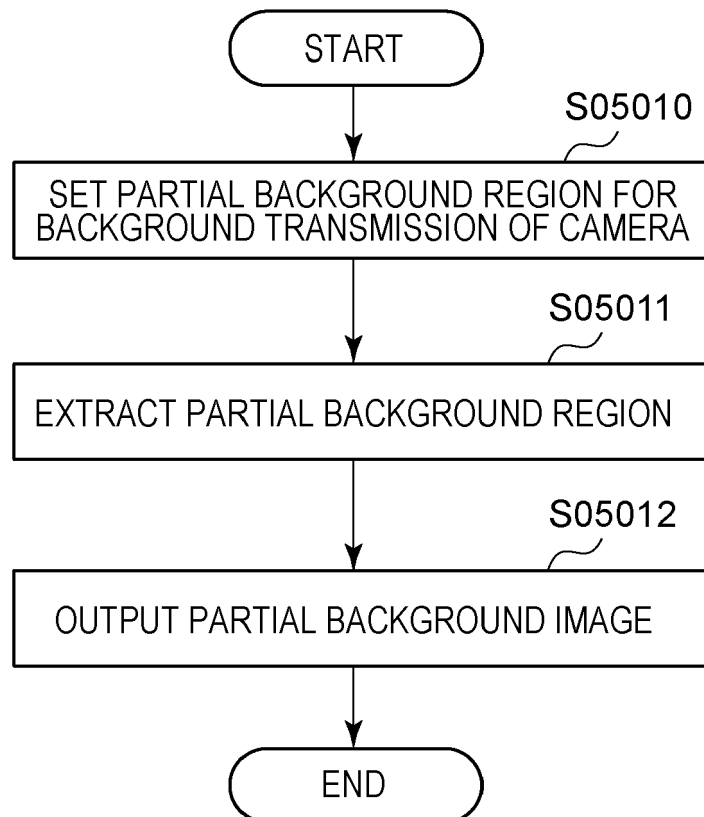 START
S05010
SET PARTIAL BACKGROUND REGION FOR
BACKGROUND TRANSMISSION OF CAMERA
S05011
EXTRACT PARTIAL BACKGROUND REGION
S05012
OUTPUT PARTIAL BACKGROUND IMAGE
END